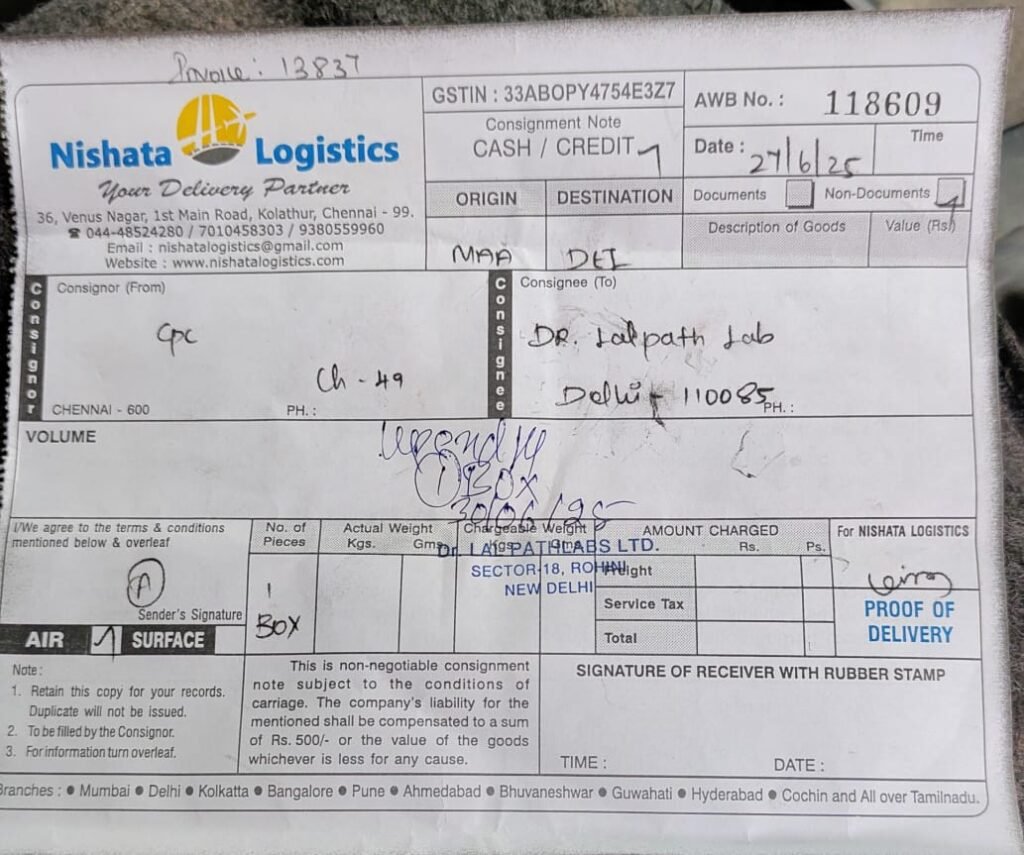 Invoice: 13837
Nishata Logistics
Your Delivery Partner
36, Venus Nagar, 1st Main Road, Kolathur, Chennai - 99.
☎ 044-48524280 / 7010458303 / 9380559960
Email : nishatalogistics@gmail.com
Website : www.nishatalogistics.com
GSTIN : 33ABOPY4754E3Z7
Consignment Note
CASH / CREDIT
AWB No. : 118609
Date : 27/6/25
Time
ORIGIN DESTINATION
MAA DEI
Documents Non-Documents
Description of Goods Value (Rs)
Consignor
Consignor (From)
Cpc
Ch - 49
CHENNAI - 600 PH. :
Consignee
Consignee (To)
DR. Lalpath Lab
Delhi - 110085
PH. :
VOLUME
1 BOX
30/06/25
Dr. LAL PATHLABS LTD.
SECTOR-18, ROHINI
NEW DELHI
I/We agree to the terms & conditions
mentioned below & overleaf
A
Sender's Signature
AIR SURFACE
No. of
Pieces
1
BOX
Actual Weight
Kgs. Gms.
Chargeable Weight
Kgs. Gms.
AMOUNT CHARGED
Rs. Ps.
Freight
Service Tax
Total
For NISHATA LOGISTICS
PROOF OF
DELIVERY
Note :
1. Retain this copy for your records.
Duplicate will not be issued.
2. To be filled by the Consignor.
3. For information turn overleaf.
This is non-negotiable consignment
note subject to the conditions of
carriage. The company's liability for the
mentioned shall be compensated to a sum
of Rs. 500/- or the value of the goods
whichever is less for any cause.
SIGNATURE OF RECEIVER WITH RUBBER STAMP
TIME : DATE :
Branches : ● Mumbai ● Delhi ● Kolkatta ● Bangalore ● Pune ● Ahmedabad ● Bhuvaneshwar ● Guwahati ● Hyderabad ● Cochin and All over Tamilnadu.